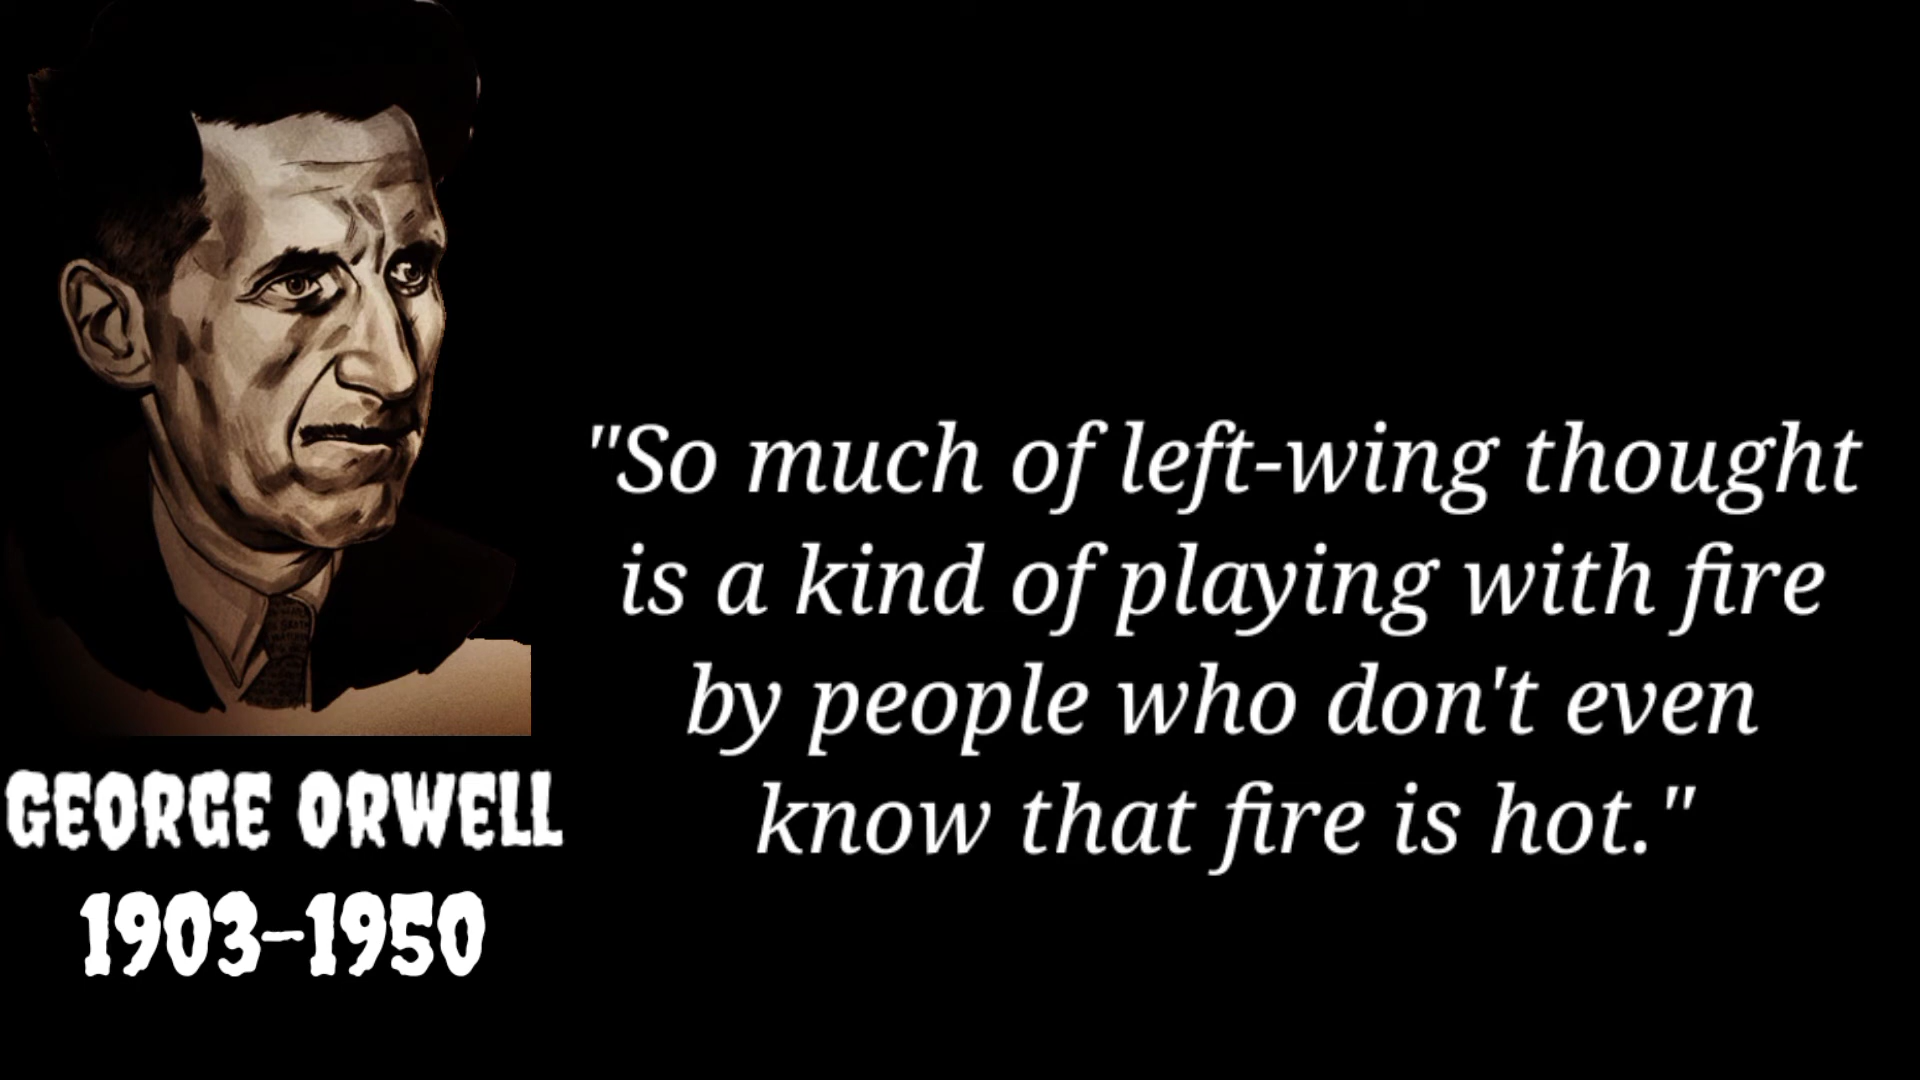 "So much of left-wing thought
is a kind of playing with fire
by people who don't even
know that fire is hot."
GEORGE ORWELL
1903–1950